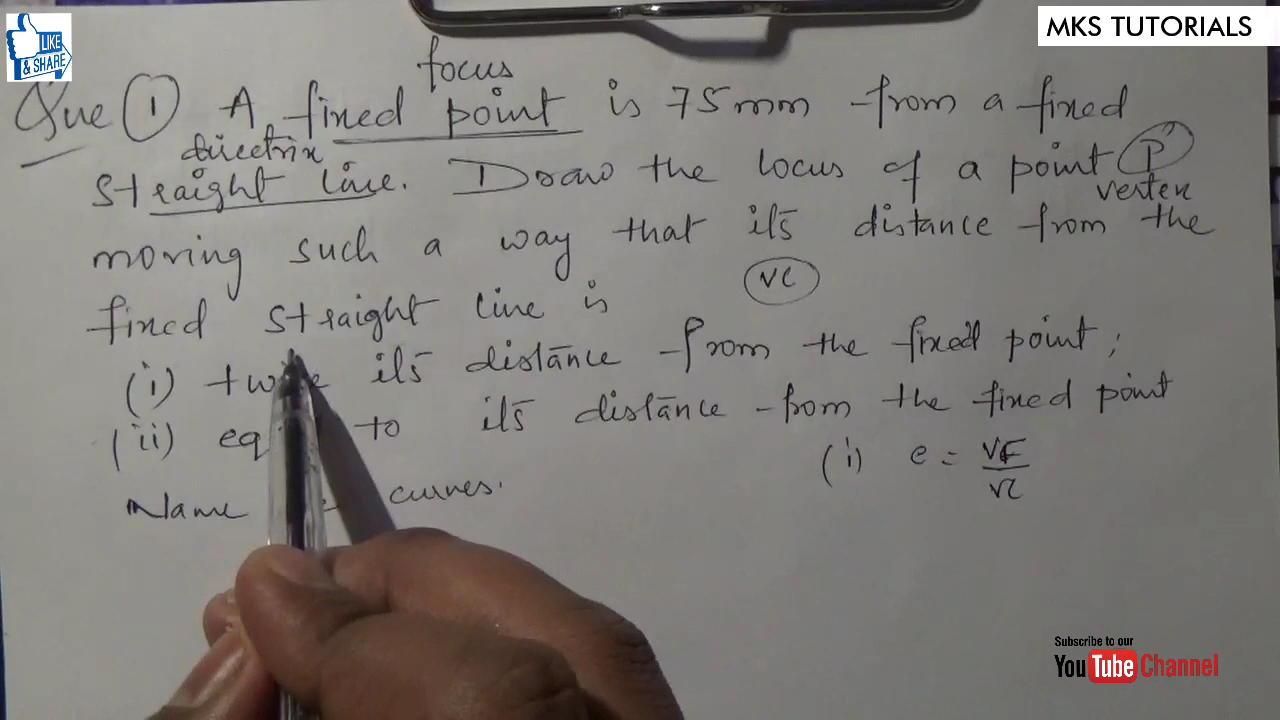 LIKE
& SHARE
MKS TUTORIALS
focus
Que (1) A fixed point is 75mm from a fixed
directrix
straight line. Draw the locus of a point 'P'
vertex
moving such a way that its distance from the
VC
fixed straight line is
(i) its distance from the fixed point;
(ii) to its distance from the fixed point
(i) e = VF
VC
Name curves.
Subscribe to our
YouTube Channel